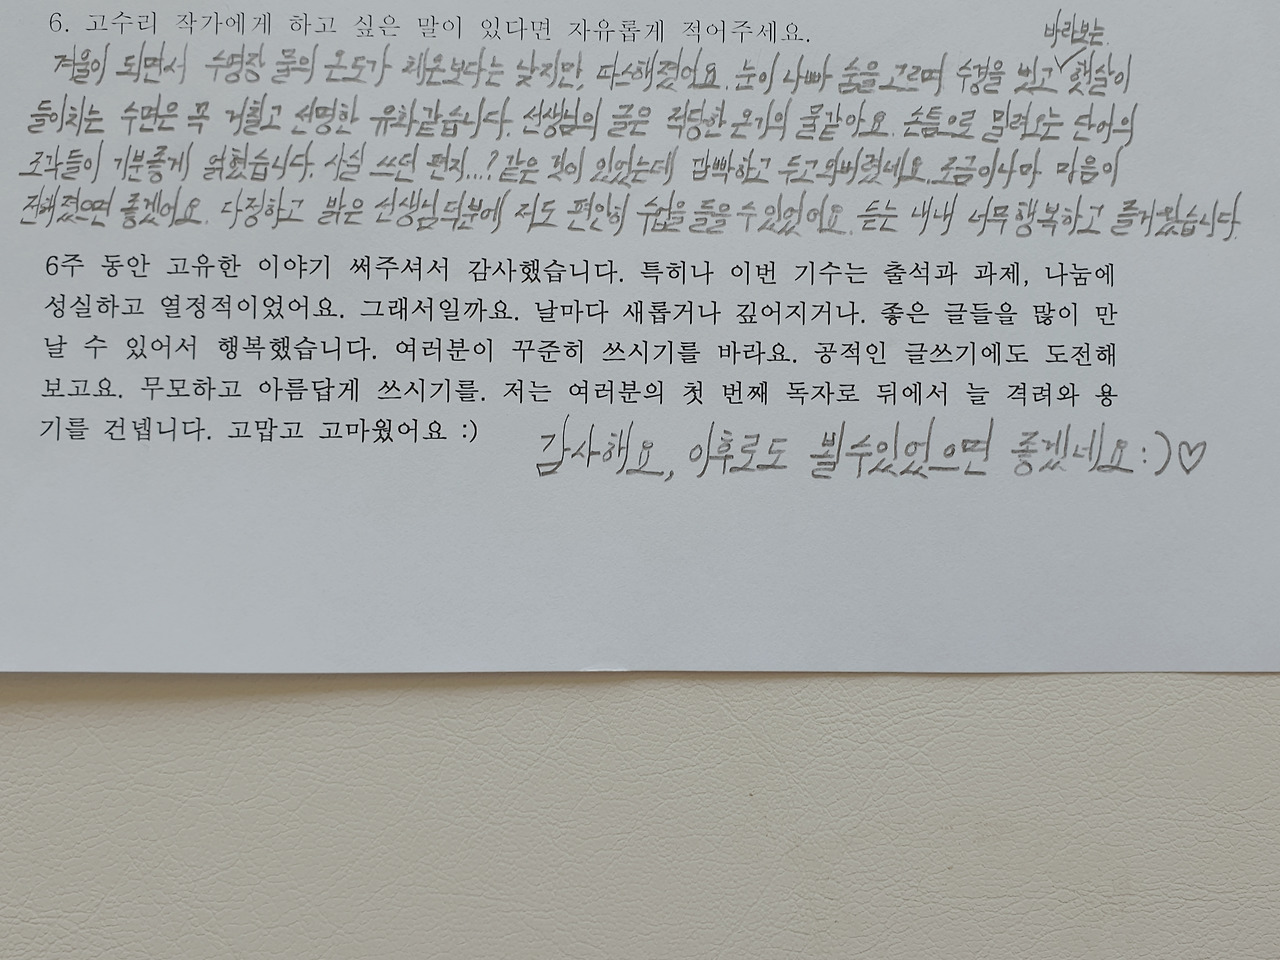 6. 고수리 작가에게 하고 싶은 말이 있다면 자유롭게 적어주세요.
바라보는
겨울이 되면서 수영장 물의 온도가 체온보다는 낮지만, 따스해졌어요. 눈이 나빠 숨을 고르며 수경을 벗고 햇살이
들이치는 수면은 꼭 거칠고 선명한 유화같습니다. 선생님의 글은 적당한 온기의 물같아요. 손틈으로 밀려오는 단어의
조각들이 기분좋게 얽혔습니다. 사실 쓰던 편지...? 같은 것이 있었는데 깜빡하고 두고와버렸네요. 조금이나마 마음이
전해졌으면 좋겠어요. 다정하고 밝은 선생님덕분에 저도 편안히 수업을 들을 수 있었어요. 듣는 내내 너무 행복하고 즐거웠습니다.
6주 동안 고유한 이야기 써주셔서 감사했습니다. 특히나 이번 기수는 출석과 과제, 나눔에
성실하고 열정적이었어요. 그래서일까요. 날마다 새롭거나 깊어지거나. 좋은 글들을 많이 만
날 수 있어서 행복했습니다. 여러분이 꾸준히 쓰시기를 바라요. 공적인 글쓰기에도 도전해
보고요. 무모하고 아름답게 쓰시기를. 저는 여러분의 첫 번째 독자로 뒤에서 늘 격려와 용
기를 건넵니다. 고맙고 고마웠어요 :)
감사해요, 이후로도 뵐수있었으면 좋겠네요:)♡